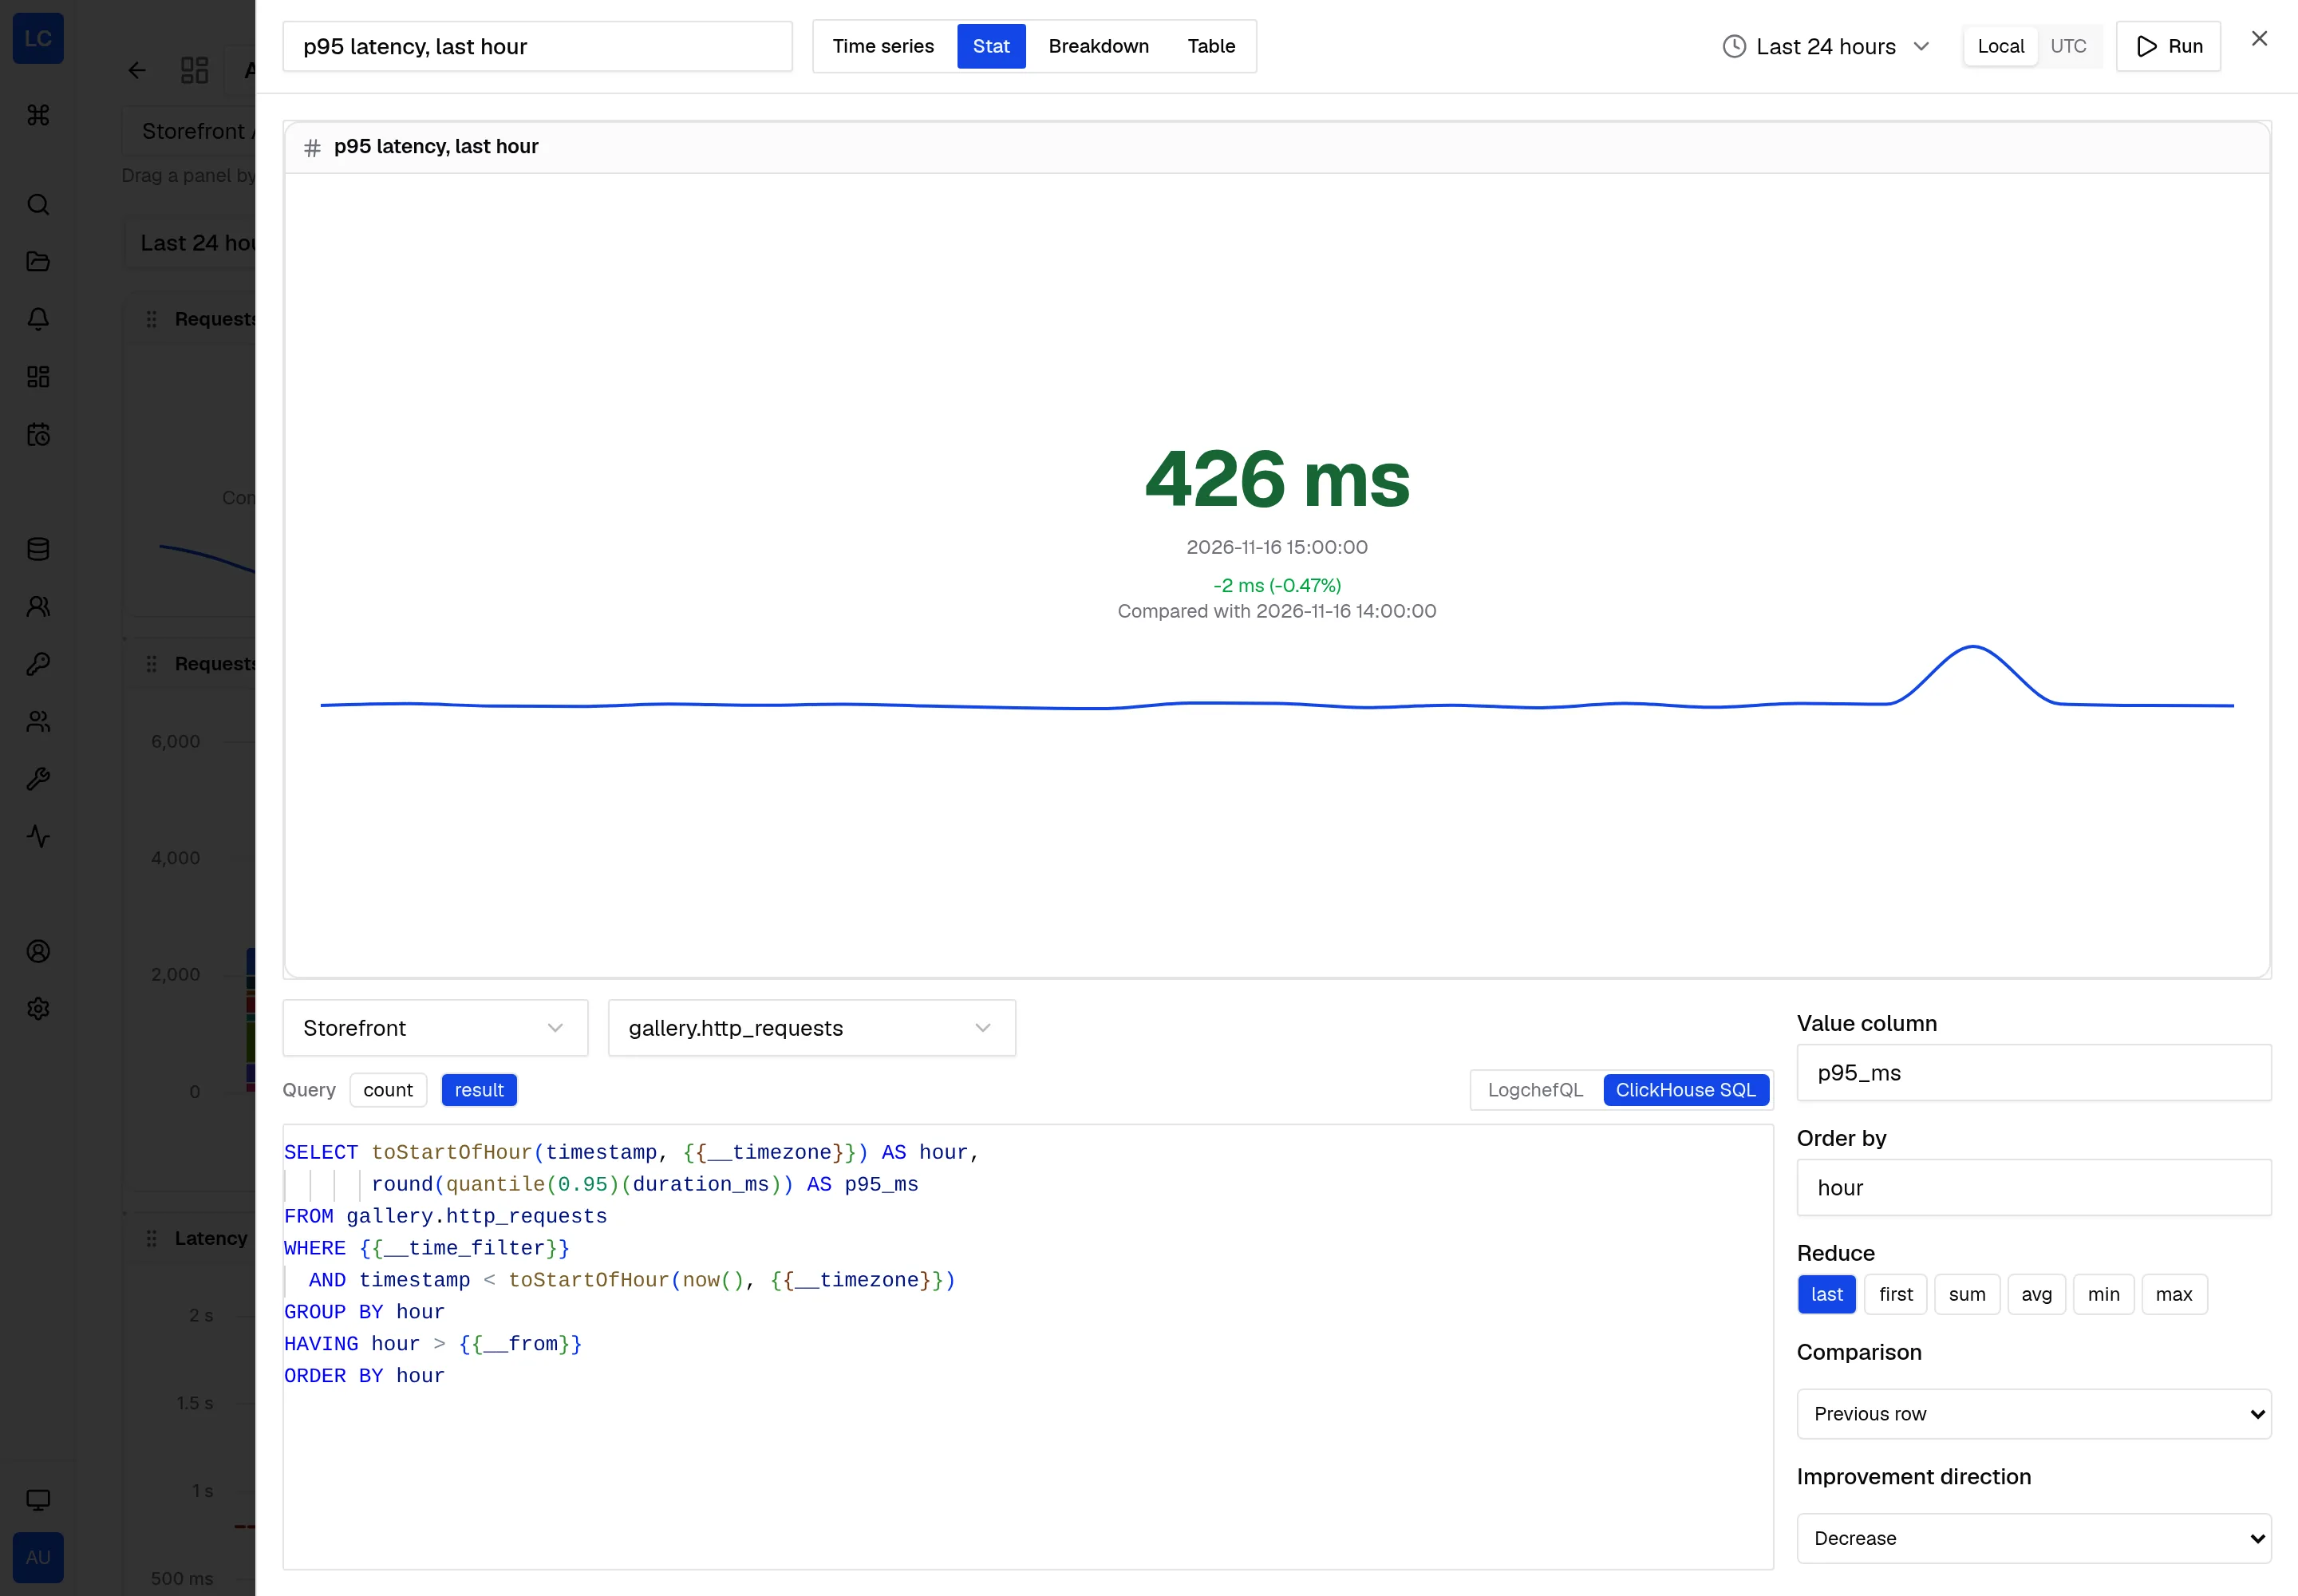 LC
p95 latency, last hour
Time series
Stat
Breakdown
Table
Last 24 hours
Local
UTC
Run
Storefront
Drag a panel by
Last 24 hou
Requests
Con
Requests
6,000
4,000
2,000
0
Latency
2 s
1.5 s
1 s
500 ms
AU
# p95 latency, last hour
426 ms
2026-11-16 15:00:00
-2 ms (-0.47%)
Compared with 2026-11-16 14:00:00
Storefront
gallery.http_requests
Query
count
result
LogchefQL
ClickHouse SQL
SELECT toStartOfHour(timestamp, {{__timezone}}) AS hour,
round(quantile(0.95)(duration_ms)) AS p95_ms
FROM gallery.http_requests
WHERE {{__time_filter}}
AND timestamp < toStartOfHour(now(), {{__timezone}})
GROUP BY hour
HAVING hour > {{__from}}
ORDER BY hour
Value column
p95_ms
Order by
hour
Reduce
last
first
sum
avg
min
max
Comparison
Previous row
Improvement direction
Decrease